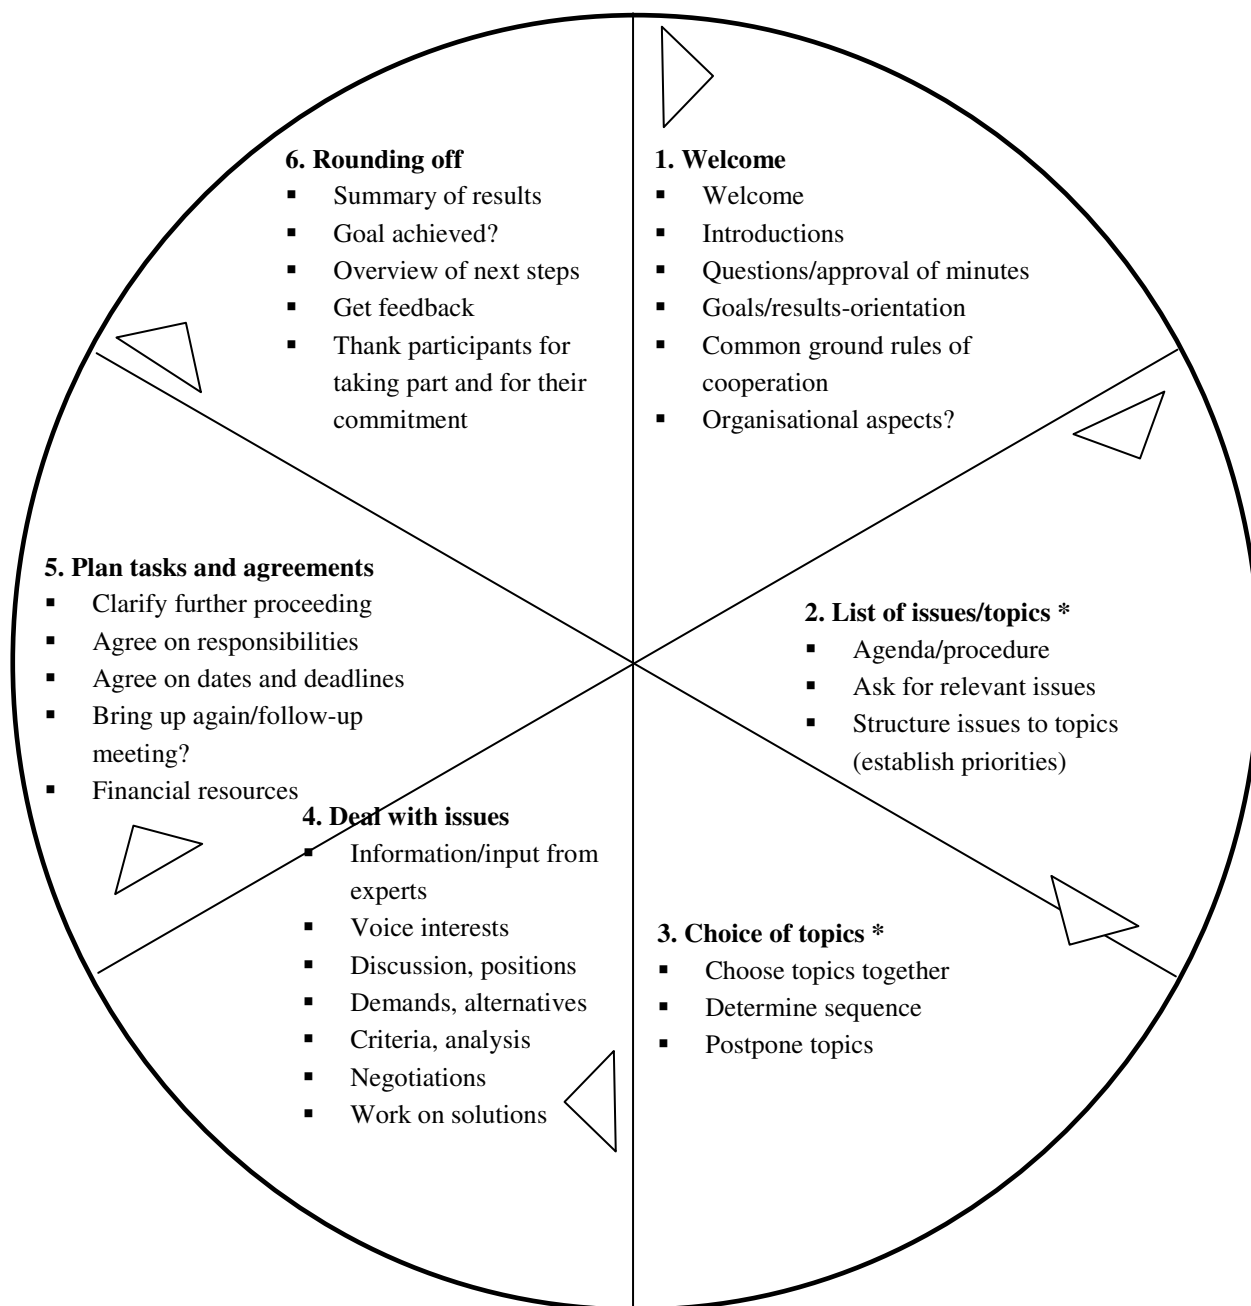 1. Welcome
▪ Welcome
▪ Introductions
▪ Questions/approval of minutes
▪ Goals/results-orientation
▪ Common ground rules of
cooperation
▪ Organisational aspects?
2. List of issues/topics *
▪ Agenda/procedure
▪ Ask for relevant issues
▪ Structure issues to topics
(establish priorities)
3. Choice of topics *
▪ Choose topics together
▪ Determine sequence
▪ Postpone topics
4. Deal with issues
▪ Information/input from
experts
▪ Voice interests
▪ Discussion, positions
▪ Demands, alternatives
▪ Criteria, analysis
▪ Negotiations
▪ Work on solutions
5. Plan tasks and agreements
▪ Clarify further proceeding
▪ Agree on responsibilities
▪ Agree on dates and deadlines
▪ Bring up again/follow-up
meeting?
▪ Financial resources
6. Rounding off
▪ Summary of results
▪ Goal achieved?
▪ Overview of next steps
▪ Get feedback
▪ Thank participants for
taking part and for their
commitment